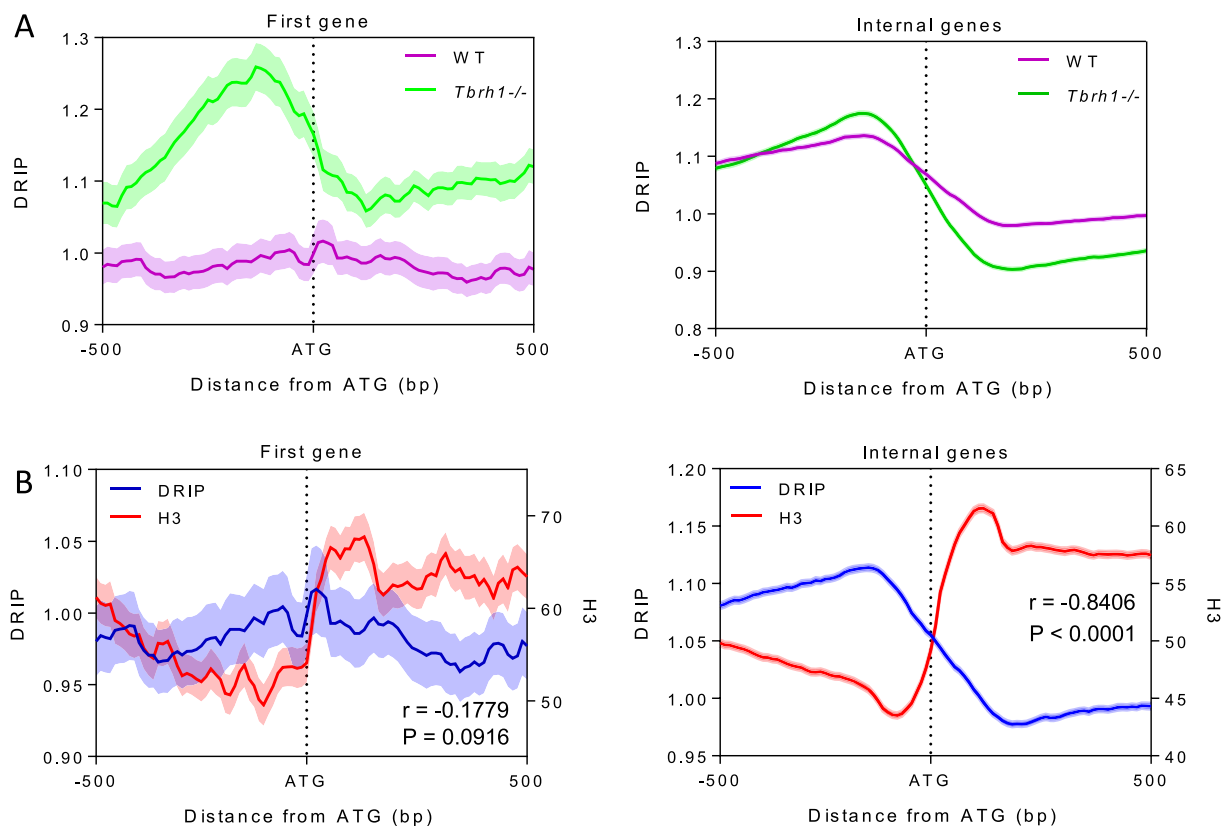 A
First gene
1.3
1.2
1.1
1.0
0.9
DRIP
WT
Tbrh1-/-
-500
ATG
500
Distance from ATG (bp)
Internal genes
1.3
1.2
1.1
1.0
0.9
0.8
DRIP
WT
Tbrh1-/-
-500
ATG
500
Distance from ATG (bp)
B
First gene
1.10
1.05
1.00
0.95
0.90
DRIP
DRIP
H3
70
60
50
H3
r = -0.1779
P = 0.0916
-500
ATG
500
Distance from ATG (bp)
Internal genes
1.20
1.15
1.10
1.05
1.00
0.95
DRIP
DRIP
H3
65
60
55
50
45
40
H3
r = -0.8406
P < 0.0001
-500
ATG
500
Distance from ATG (bp)